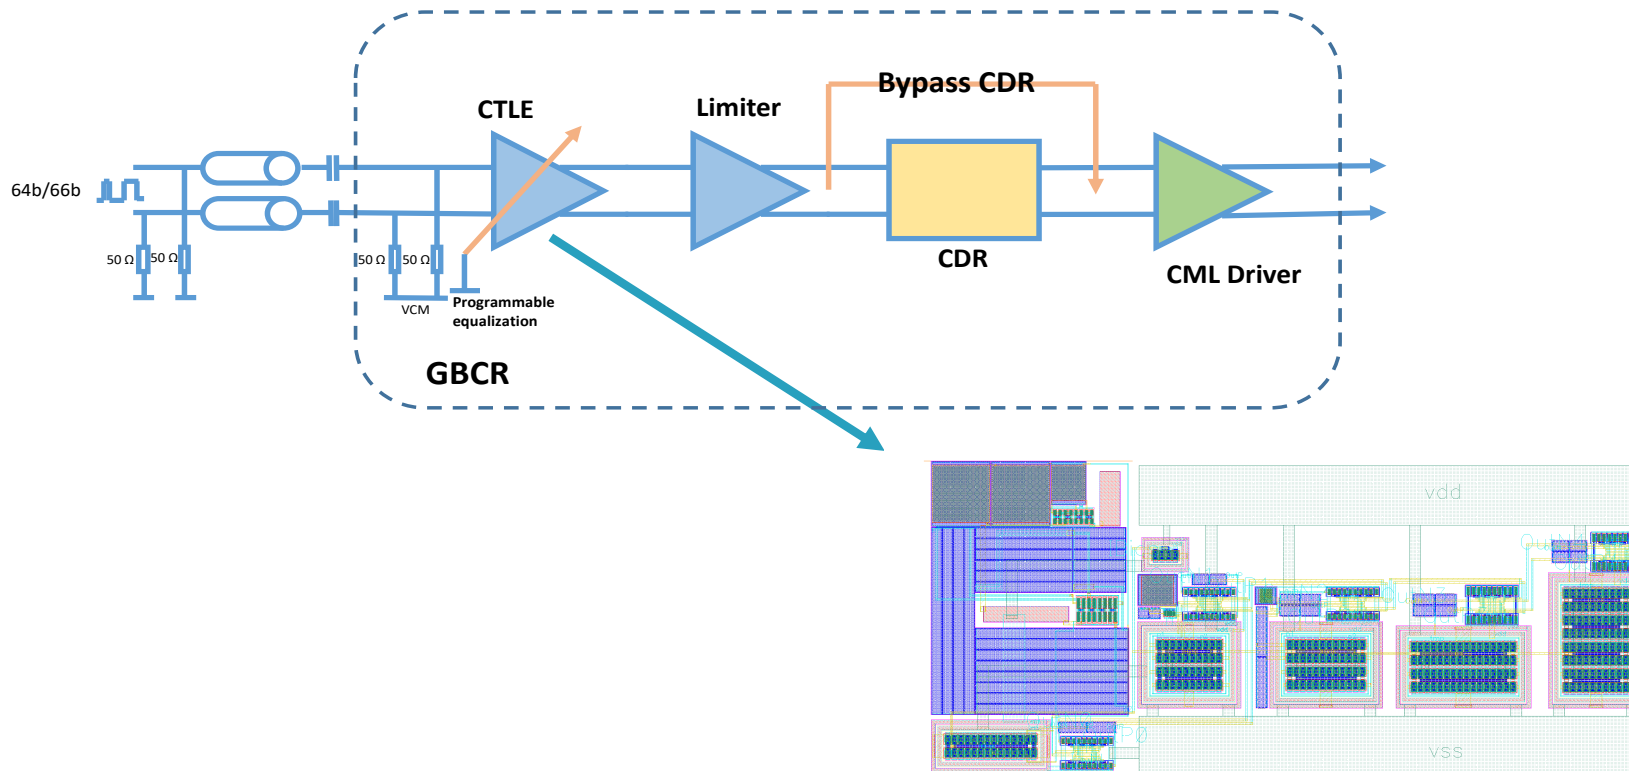 Bypass CDR
CTLE
Limiter
64b/66b
50 Ω
50 Ω
50 Ω
50 Ω
VCM
Programmable
equalization
CDR
CML Driver
GBCR
vdd
vss